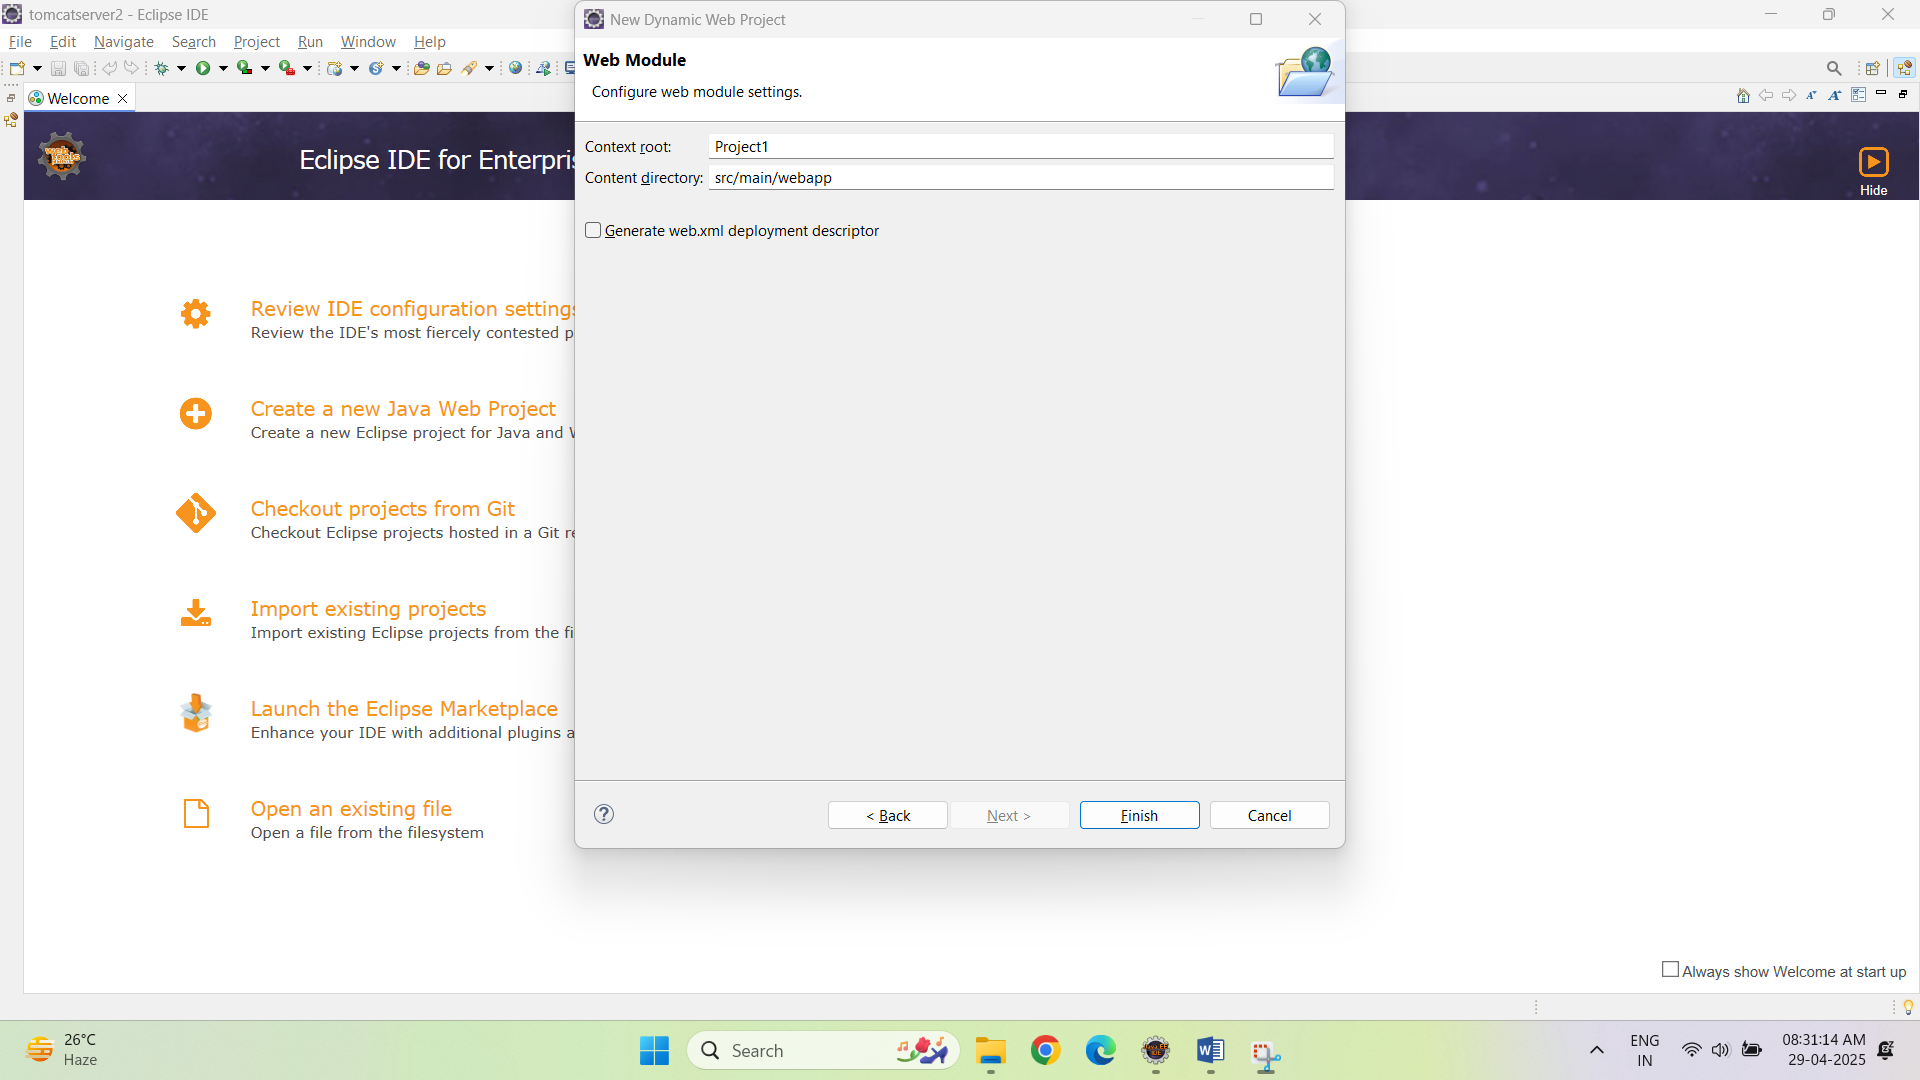 tomcatserver2 - Eclipse IDE
File Edit Navigate Search Project Run Window Help
Welcome
Eclipse IDE for Enterpris
Hide
Review IDE configuration settings
Review the IDE's most fiercely contested p
Create a new Java Web Project
Create a new Eclipse project for Java and W
Checkout projects from Git
Checkout Eclipse projects hosted in a Git re
Import existing projects
Import existing Eclipse projects from the fi
Launch the Eclipse Marketplace
Enhance your IDE with additional plugins a
Open an existing file
Open a file from the filesystem
New Dynamic Web Project
Web Module
Configure web module settings.
Context root: Project1
Content directory: src/main/webapp
Generate web.xml deployment descriptor
< Back Next > Finish Cancel
Always show Welcome at start up
26°C
Haze
Search
ENG
IN
08:31:14 AM
29-04-2025